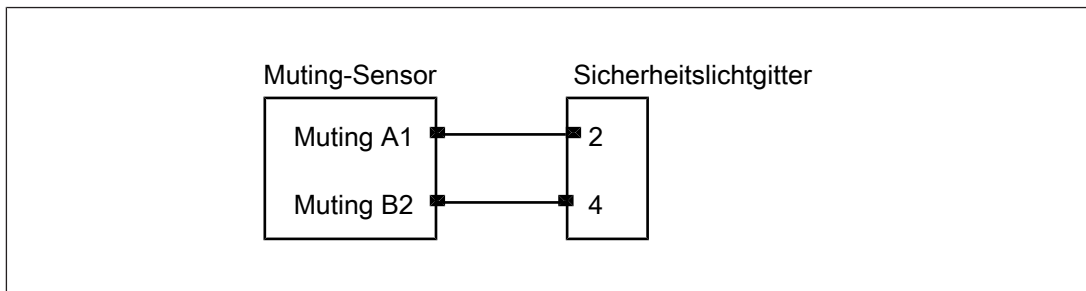 Muting-Sensor
Sicherheitslichtgitter
Muting A1
2
Muting B2
4